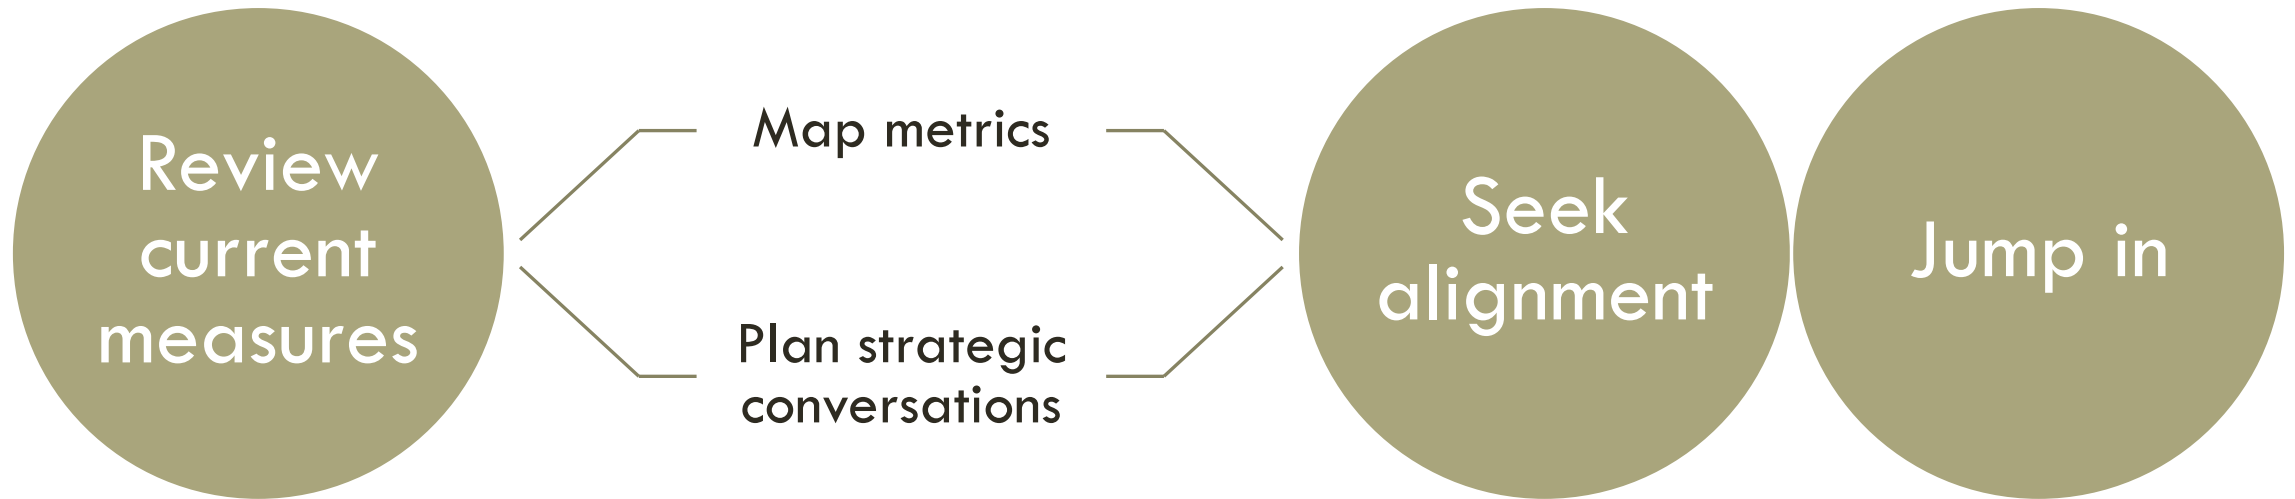 Review
current
measures
Map metrics
Plan strategic
conversations
Seek
alignment
Jump in